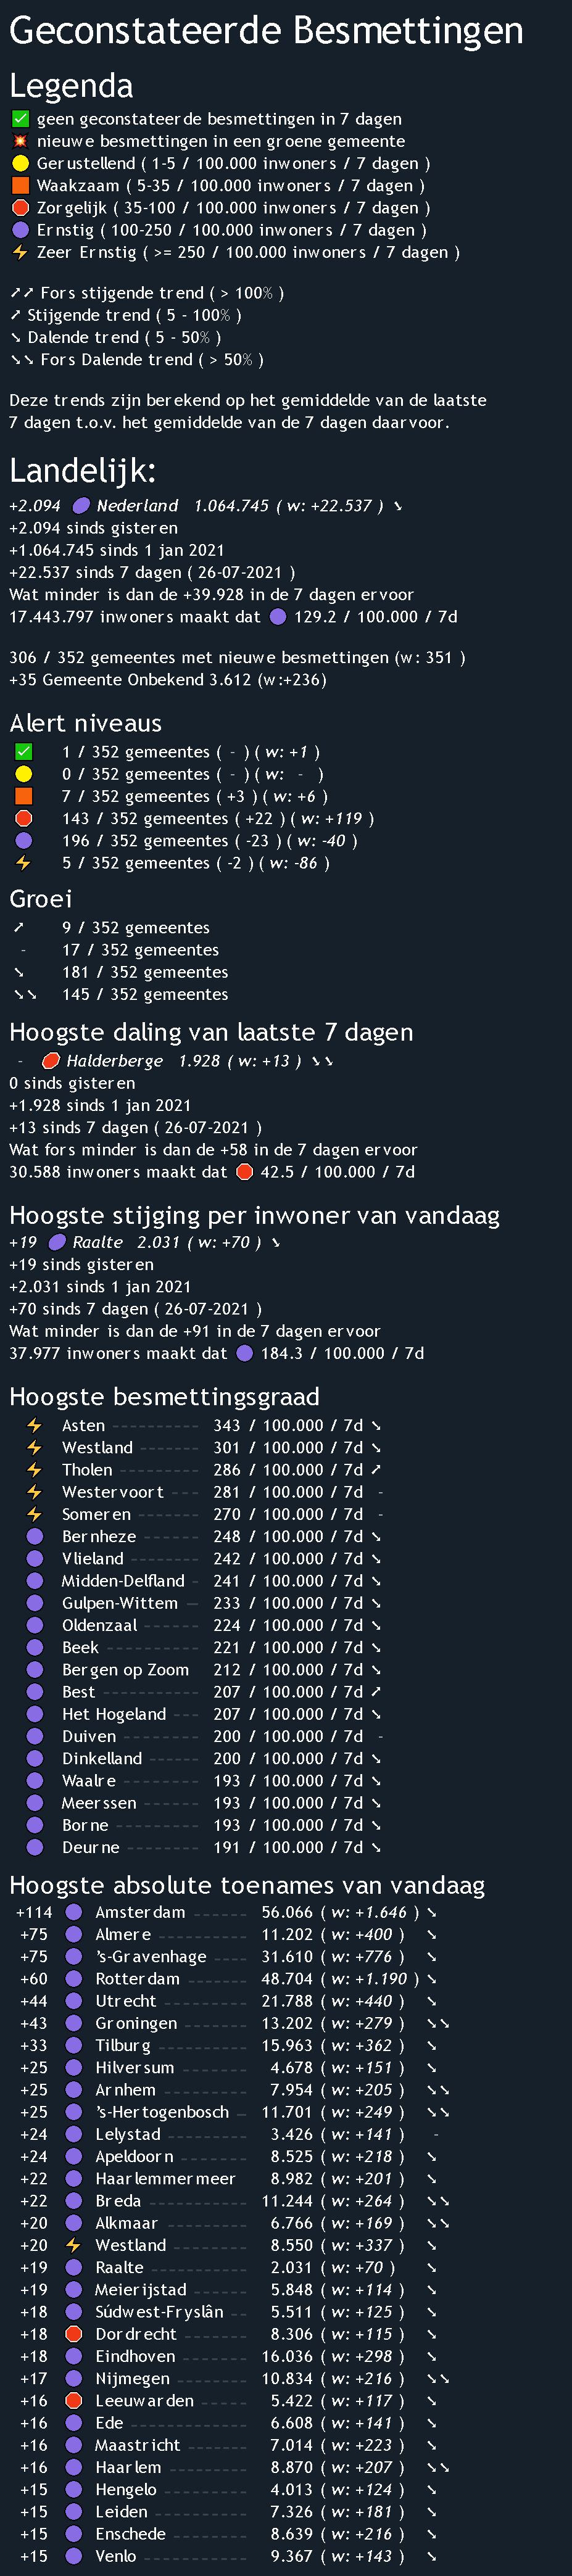 Geconstateerde Besmettingen
Legenda
✅ geen geconstateerde besmettingen in 7 dagen
💥 nieuwe besmettingen in een groene gemeente
🟡 Gerustellend ( 1-5 / 100.000 inwoners / 7 dagen )
🟧 Waakzaam ( 5-35 / 100.000 inwoners / 7 dagen )
🛑 Zorgelijk ( 35-100 / 100.000 inwoners / 7 dagen )
🟣 Ernstig ( 100-250 / 100.000 inwoners / 7 dagen )
⚡ Zeer Ernstig ( >= 250 / 100.000 inwoners / 7 dagen )
➚➚ Fors stijgende trend ( > 100% )
➚ Stijgende trend ( 5 - 100% )
➘ Dalende trend ( 5 - 50% )
➘➘ Fors Dalende trend ( > 50% )
Deze trends zijn berekend op het gemiddelde van de laatste
7 dagen t.o.v. het gemiddelde van de 7 dagen daarvoor.
Landelijk:
+2.094 🟣 Nederland 1.064.745 ( w: +22.537 ) ➘
+2.094 sinds gisteren
+1.064.745 sinds 1 jan 2021
+22.537 sinds 7 dagen ( 26-07-2021 )
Wat minder is dan de +39.928 in de 7 dagen ervoor
17.443.797 inwoners maakt dat 🟣 129.2 / 100.000 / 7d
306 / 352 gemeentes met nieuwe besmettingen (w: 351 )
+35 Gemeente Onbekend 3.612 (w:+236)
Alert niveaus
✅ 1 / 352 gemeentes ( - ) ( w: +1 )
🟡 0 / 352 gemeentes ( - ) ( w: - )
🟧 7 / 352 gemeentes ( +3 ) ( w: +6 )
🛑 143 / 352 gemeentes ( +22 ) ( w: +119 )
🟣 196 / 352 gemeentes ( -23 ) ( w: -40 )
⚡ 5 / 352 gemeentes ( -2 ) ( w: -86 )
Groei
➚ 9 / 352 gemeentes
- 17 / 352 gemeentes
➘ 181 / 352 gemeentes
➘➘ 145 / 352 gemeentes
Hoogste daling van laatste 7 dagen
- 🛑 Halderberge 1.928 ( w: +13 ) ➘➘
0 sinds gisteren
+1.928 sinds 1 jan 2021
+13 sinds 7 dagen ( 26-07-2021 )
Wat fors minder is dan de +58 in de 7 dagen ervoor
30.588 inwoners maakt dat 🛑 42.5 / 100.000 / 7d
Hoogste stijging per inwoner van vandaag
+19 🟣 Raalte 2.031 ( w: +70 ) ➘
+19 sinds gisteren
+2.031 sinds 1 jan 2021
+70 sinds 7 dagen ( 26-07-2021 )
Wat minder is dan de +91 in de 7 dagen ervoor
37.977 inwoners maakt dat 🟣 184.3 / 100.000 / 7d
Hoogste besmettingsgraad
⚡ Asten 343 / 100.000 / 7d ➘
⚡ Westland 301 / 100.000 / 7d ➘
⚡ Tholen 286 / 100.000 / 7d ➚
⚡ Westervoort 281 / 100.000 / 7d -
⚡ Someren 270 / 100.000 / 7d -
🟣 Bernheze 248 / 100.000 / 7d ➘
🟣 Vlieland 242 / 100.000 / 7d ➘
🟣 Midden-Delfland 241 / 100.000 / 7d ➘
🟣 Gulpen-Wittem 233 / 100.000 / 7d ➘
🟣 Oldenzaal 224 / 100.000 / 7d ➘
🟣 Beek 221 / 100.000 / 7d ➘
🟣 Bergen op Zoom 212 / 100.000 / 7d ➘
🟣 Best 207 / 100.000 / 7d ➚
🟣 Het Hogeland 207 / 100.000 / 7d ➘
🟣 Duiven 200 / 100.000 / 7d -
🟣 Dinkelland 200 / 100.000 / 7d ➘
🟣 Waalre 193 / 100.000 / 7d ➘
🟣 Meerssen 193 / 100.000 / 7d ➘
🟣 Borne 193 / 100.000 / 7d ➘
🟣 Deurne 191 / 100.000 / 7d ➘
Hoogste absolute toenames van vandaag
+114 🟣 Amsterdam 56.066 ( w: +1.646 ) ➘
+75 🟣 Almere 11.202 ( w: +400 ) ➘
+75 🟣 's-Gravenhage 31.610 ( w: +776 ) ➘
+60 🟣 Rotterdam 48.704 ( w: +1.190 ) ➘
+44 🟣 Utrecht 21.788 ( w: +440 ) ➘
+43 🟣 Groningen 13.202 ( w: +279 ) ➘➘
+33 🟣 Tilburg 15.963 ( w: +362 ) ➘
+25 🟣 Hilversum 4.678 ( w: +151 ) ➘
+25 🟣 Arnhem 7.954 ( w: +205 ) ➘➘
+25 🟣 's-Hertogenbosch 11.701 ( w: +249 ) ➘➘
+24 🟣 Lelystad 3.426 ( w: +141 ) -
+24 🟣 Apeldoorn 8.525 ( w: +218 ) ➘
+22 🟣 Haarlemmermeer 8.982 ( w: +201 ) ➘
+22 🟣 Breda 11.244 ( w: +264 ) ➘➘
+20 🟣 Alkmaar 6.766 ( w: +169 ) ➘➘
+20 ⚡ Westland 8.550 ( w: +337 ) ➘
+19 🟣 Raalte 2.031 ( w: +70 ) ➘
+19 🟣 Meierijstad 5.848 ( w: +114 ) ➘
+18 🟣 Súdwest-Fryslân 5.511 ( w: +125 ) ➘
+18 🛑 Dordrecht 8.306 ( w: +115 ) ➘
+18 🟣 Eindhoven 16.036 ( w: +298 ) ➘
+17 🟣 Nijmegen 10.834 ( w: +216 ) ➘➘
+16 🛑 Leeuwarden 5.422 ( w: +117 ) ➘
+16 🟣 Ede 6.608 ( w: +141 ) ➘
+16 🟣 Maastricht 7.014 ( w: +223 ) ➘
+16 🟣 Haarlem 8.870 ( w: +207 ) ➘➘
+15 🟣 Hengelo 4.013 ( w: +124 ) ➘
+15 🟣 Leiden 7.326 ( w: +181 ) ➘
+15 🟣 Enschede 8.639 ( w: +216 ) ➘
+15 🟣 Venlo 9.367 ( w: +143 ) ➘